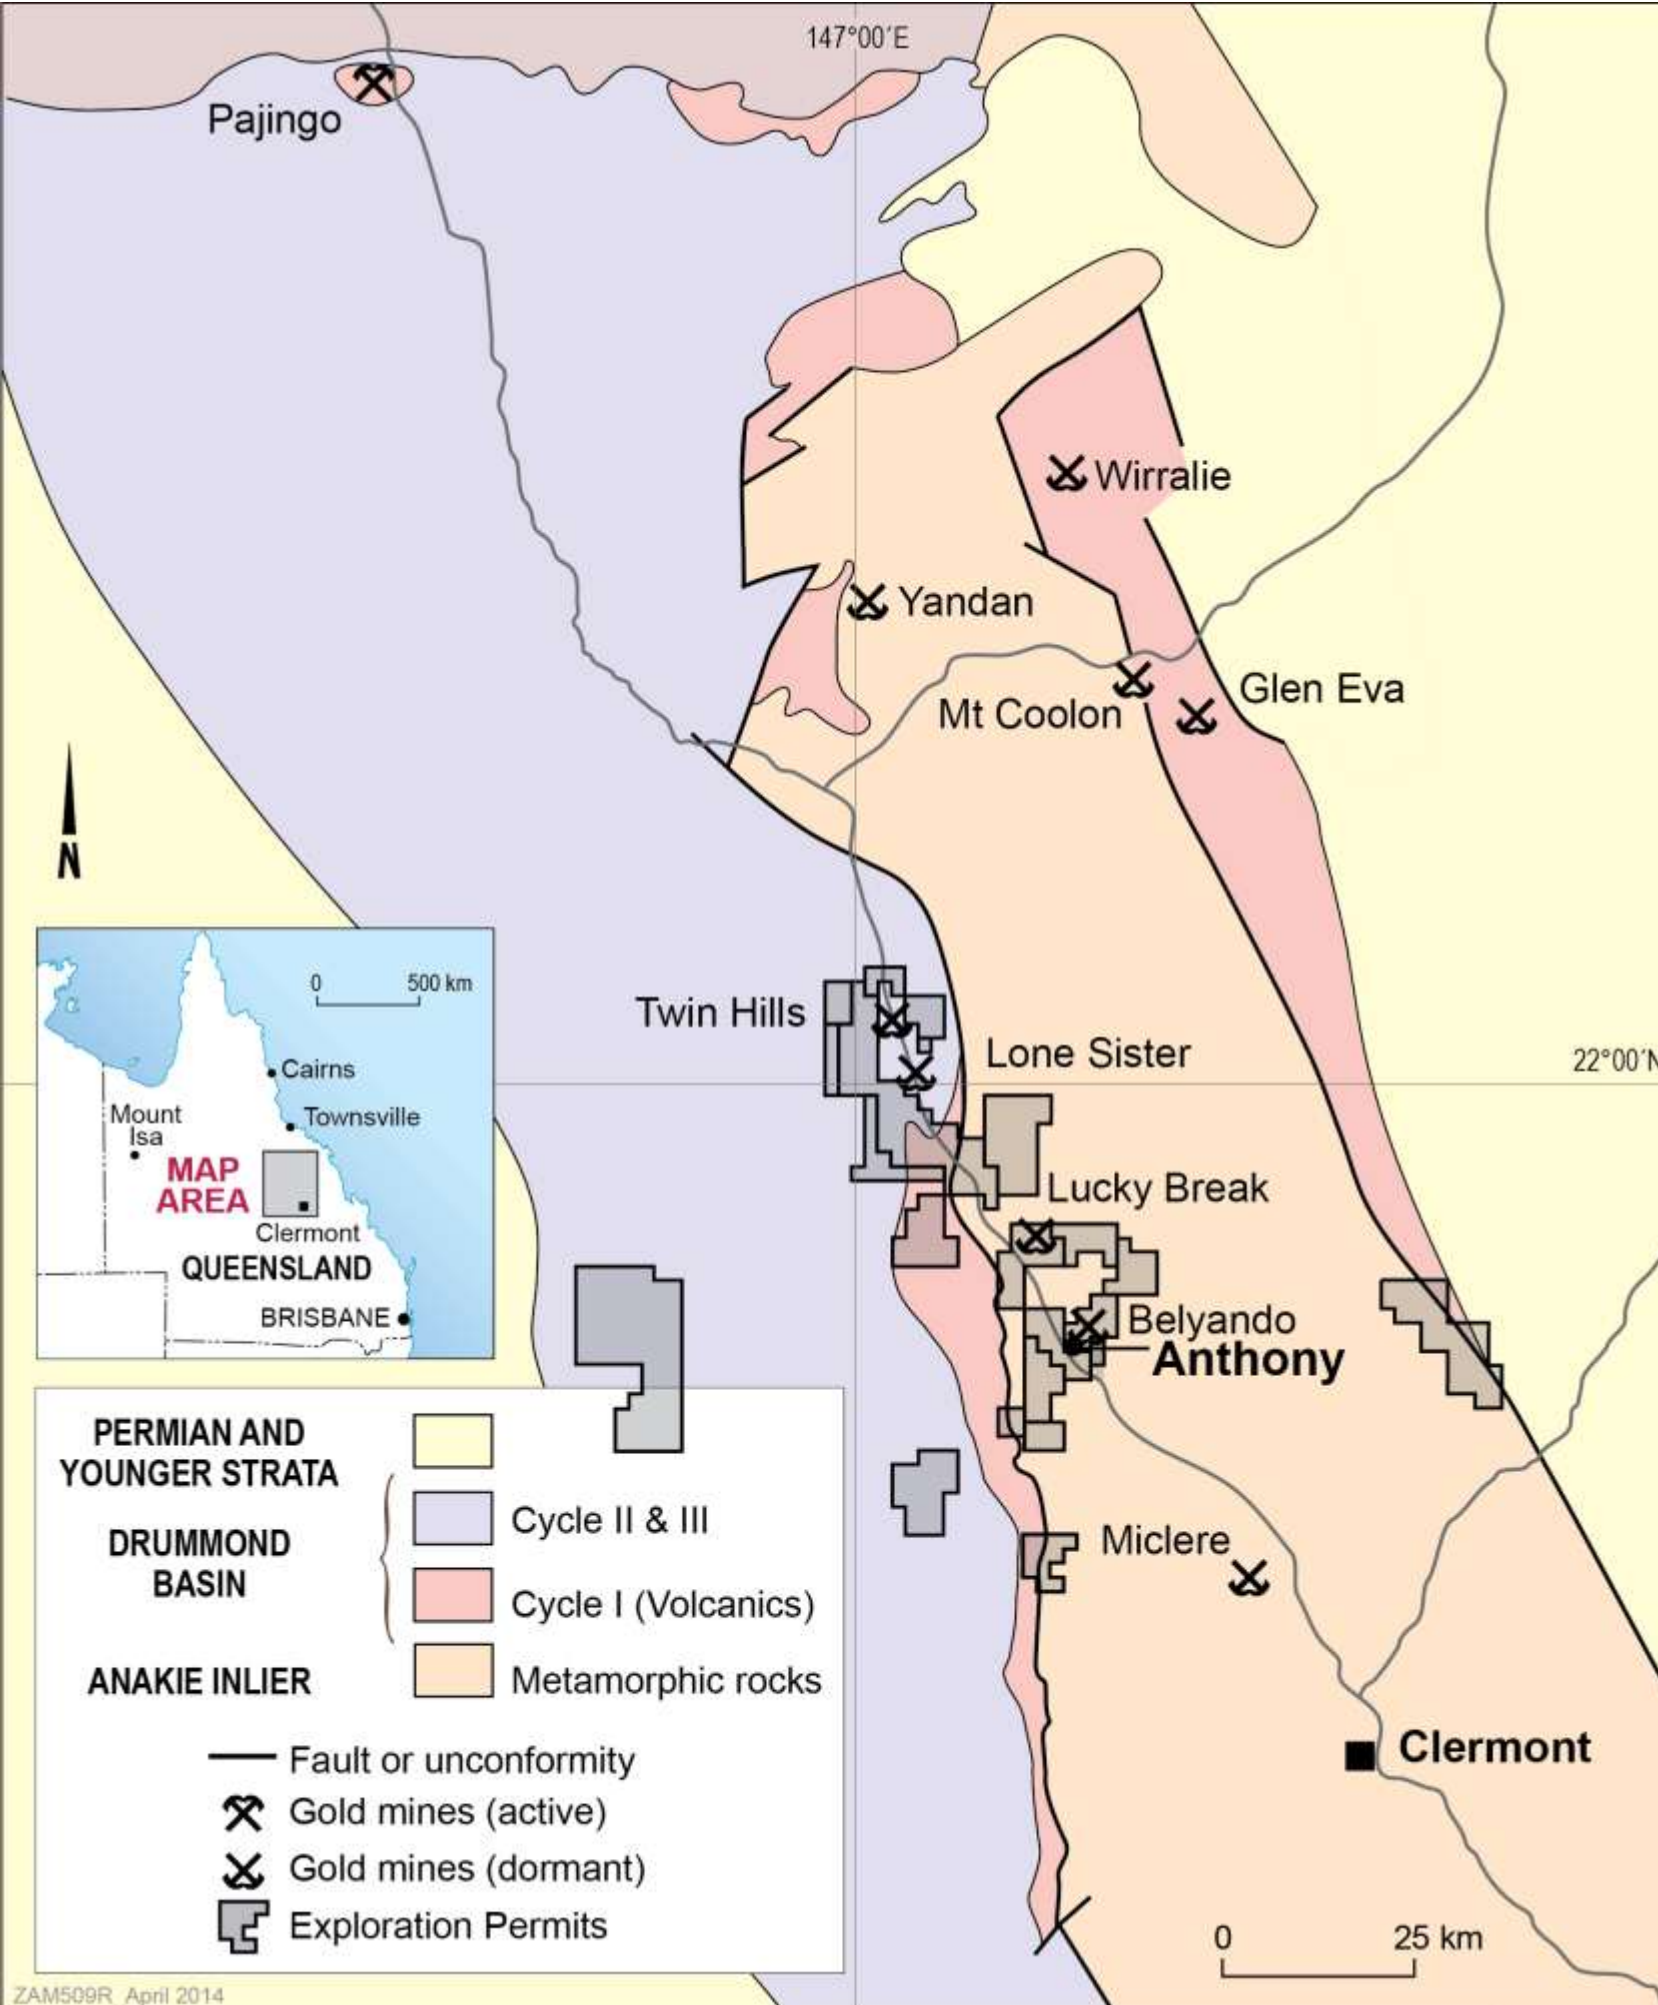 147°00´E
Pajingo
Wirralie
Yandan
Glen Eva
Mt Coolon
N
Twin Hills
Lone Sister
22°00´N
Lucky Break
Belyando
Anthony
Miclere
Clermont
0 25 km
0 500 km
Cairns
Townsville
Mount
Isa
MAP
AREA
Clermont
QUEENSLAND
BRISBANE
PERMIAN AND
YOUNGER STRATA
DRUMMOND
BASIN
Cycle II & III
Cycle I (Volcanics)
ANAKIE INLIER
Metamorphic rocks
Fault or unconformity
Gold mines (active)
Gold mines (dormant)
Exploration Permits
ZAM509R April 2014